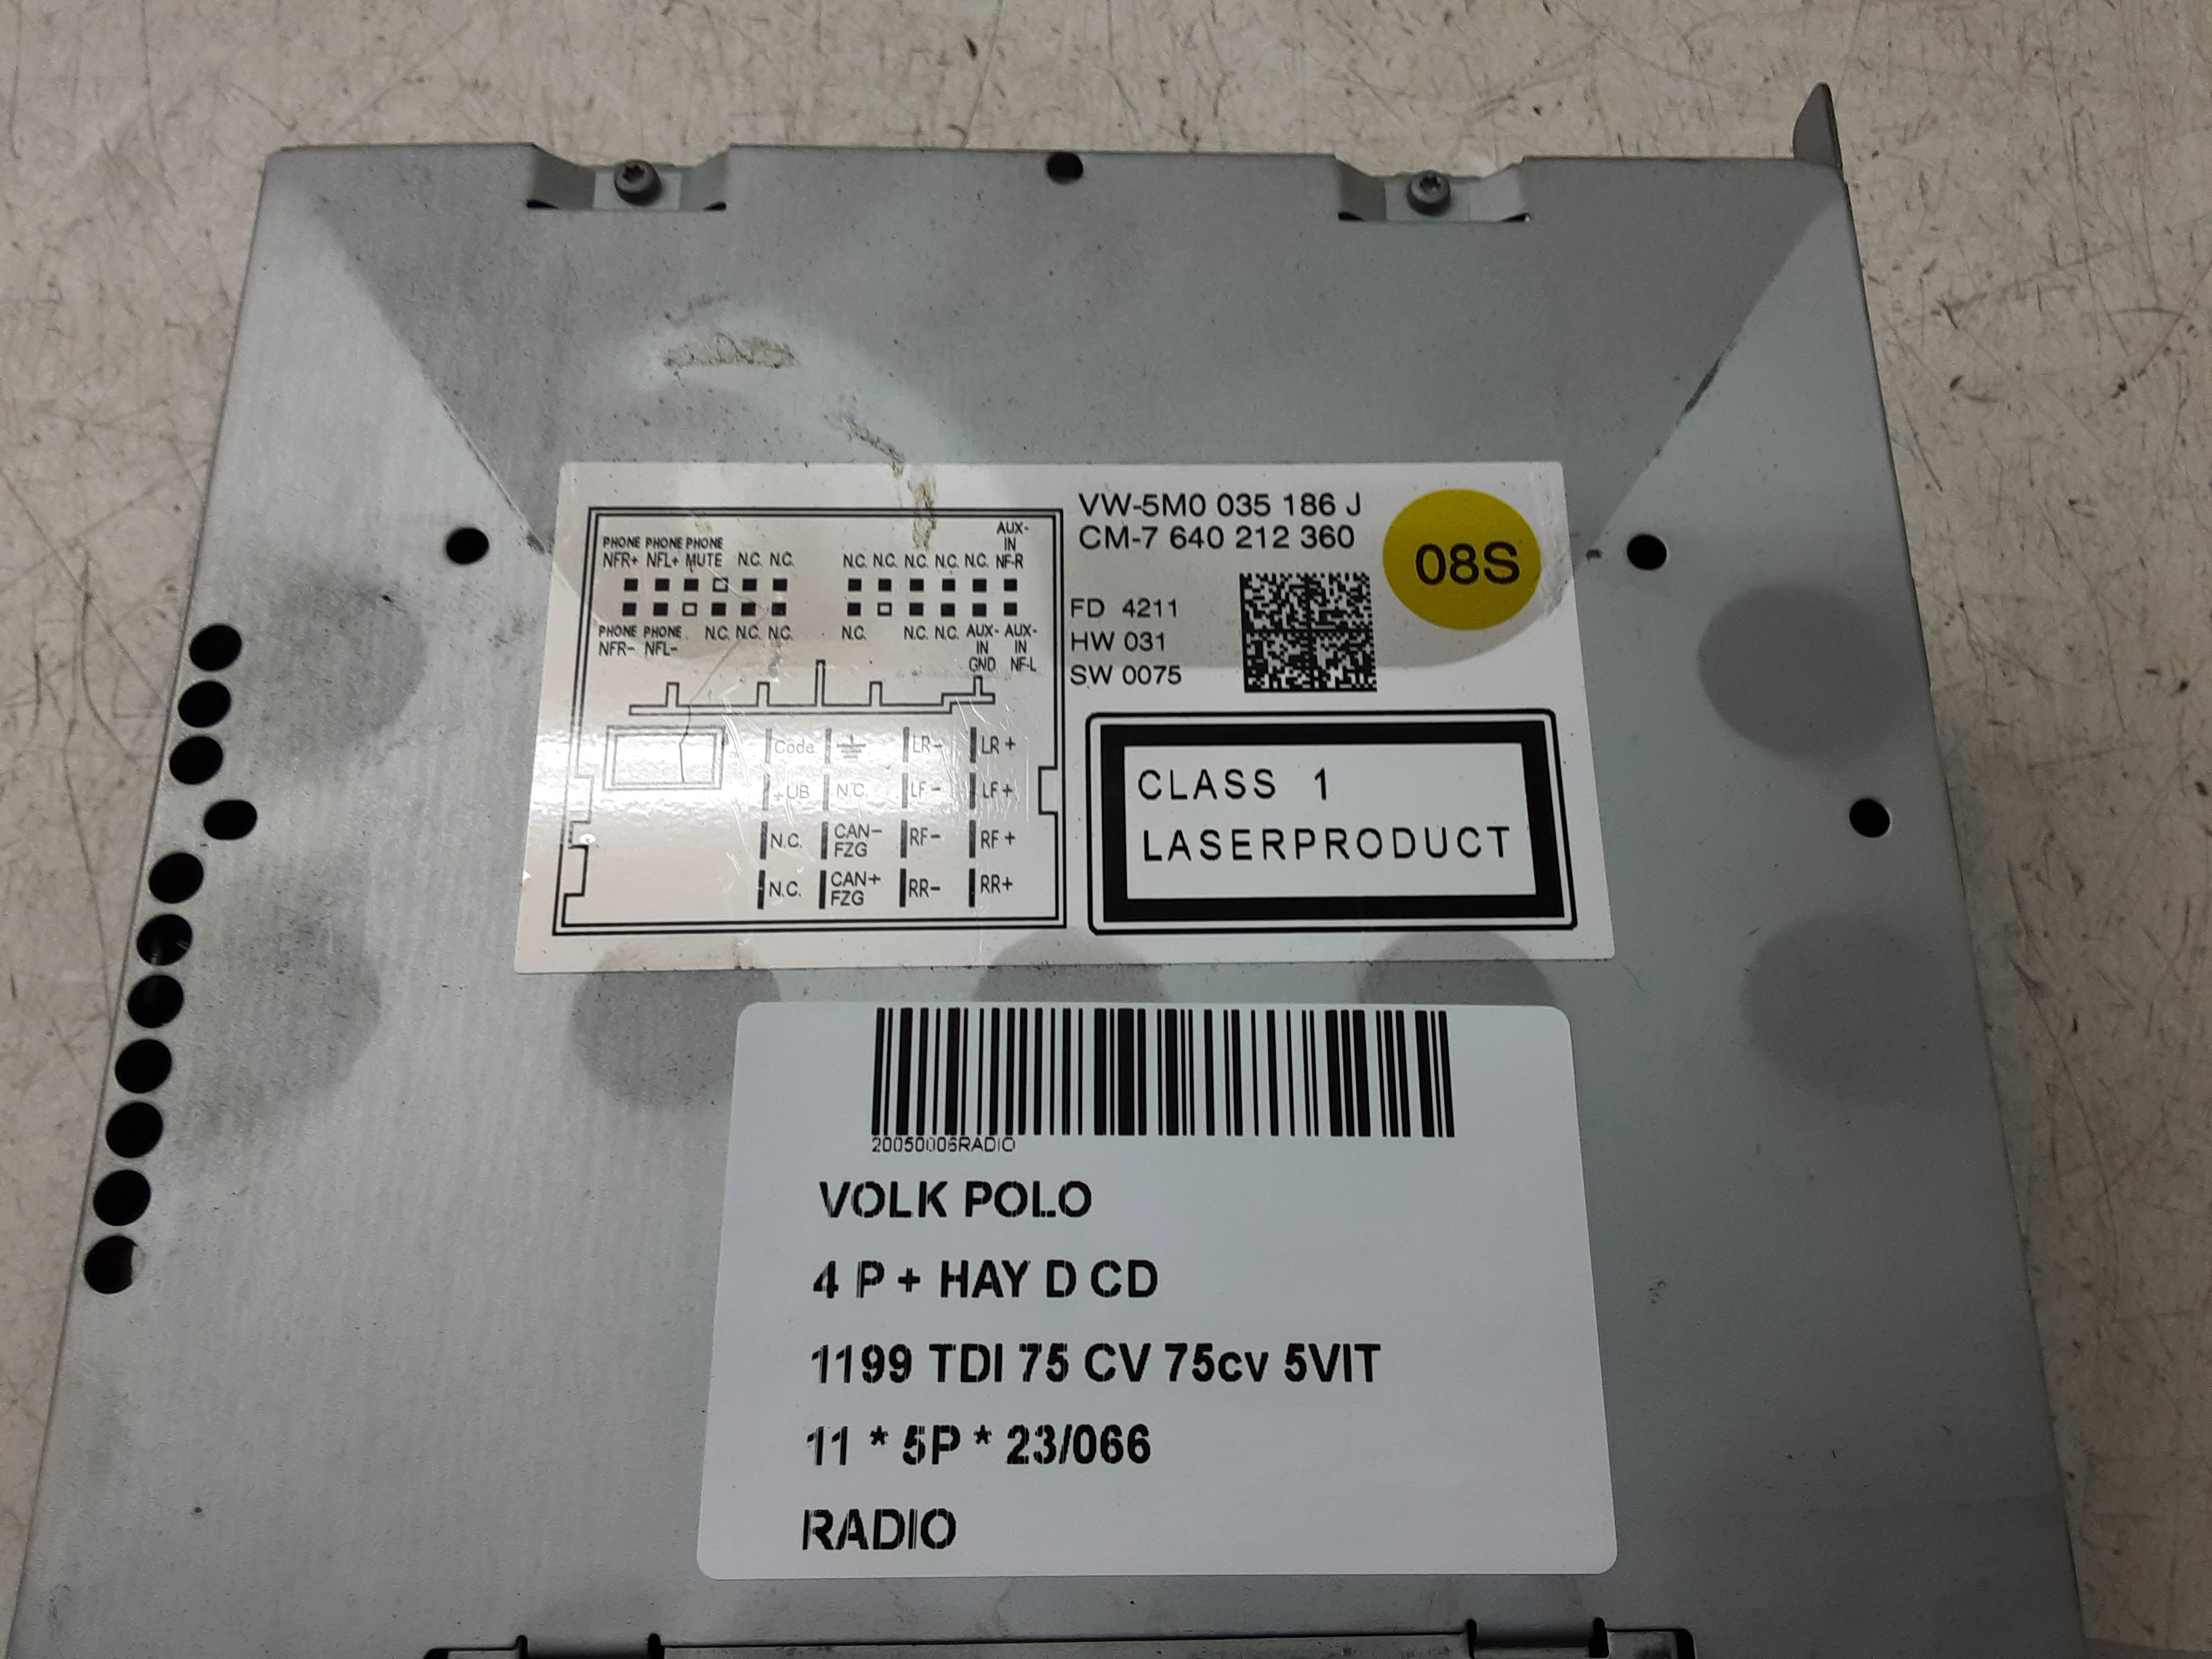 VW-5M0 035 186 J
CM-7 640 212 360
08S
FD 4211
HW 031
SW 0075
PHONE PHONE PHONE AUX-IN
NFR+ NFL+ MUTE N.C. N.C. N.C. N.C. N.C. N.C. N.C. NF-R
PHONE PHONE N.C. N.C. N.C. N.C. N.C. N.C. AUX- AUX-
NFR- NFL- IN IN
GND NF-L
Code LR- LR+
+UB N.C. LF- LF+
N.C. CAN- FZG RF- RF+
N.C. CAN+ FZG RR- RR+
CLASS 1
LASERPRODUCT
20050006RADIO
VOLK POLO
4 P + HAY D CD
1199 TDI 75 CV 75cv 5VIT
11 * 5P * 23/066
RADIO